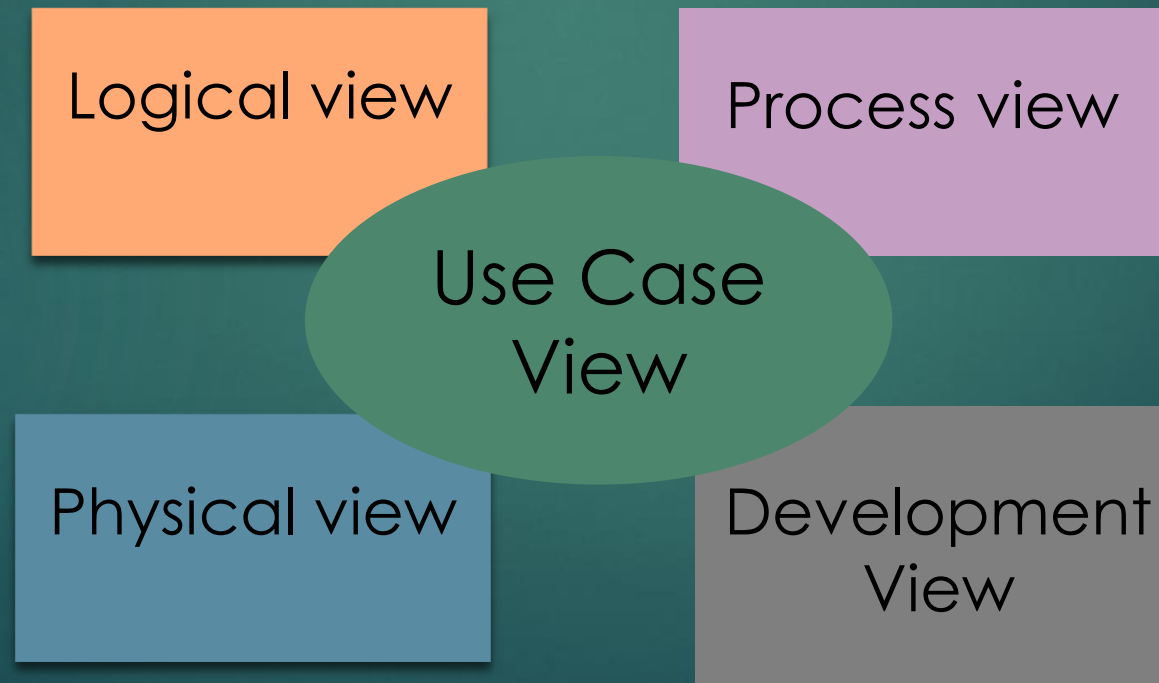 Logical view
Process view
Use Case
View
Physical view
Development
View